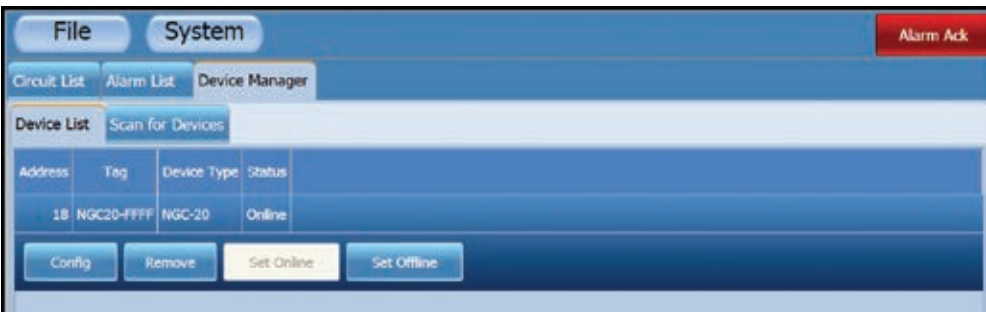 File System Alarm Ack
Circuit List Alarm List Device Manager
Device List Scan for Devices
Address Tag Device Type Status
18 NGC20-FFFF NGC-20 Online
Config Remove Set Online Set Offline